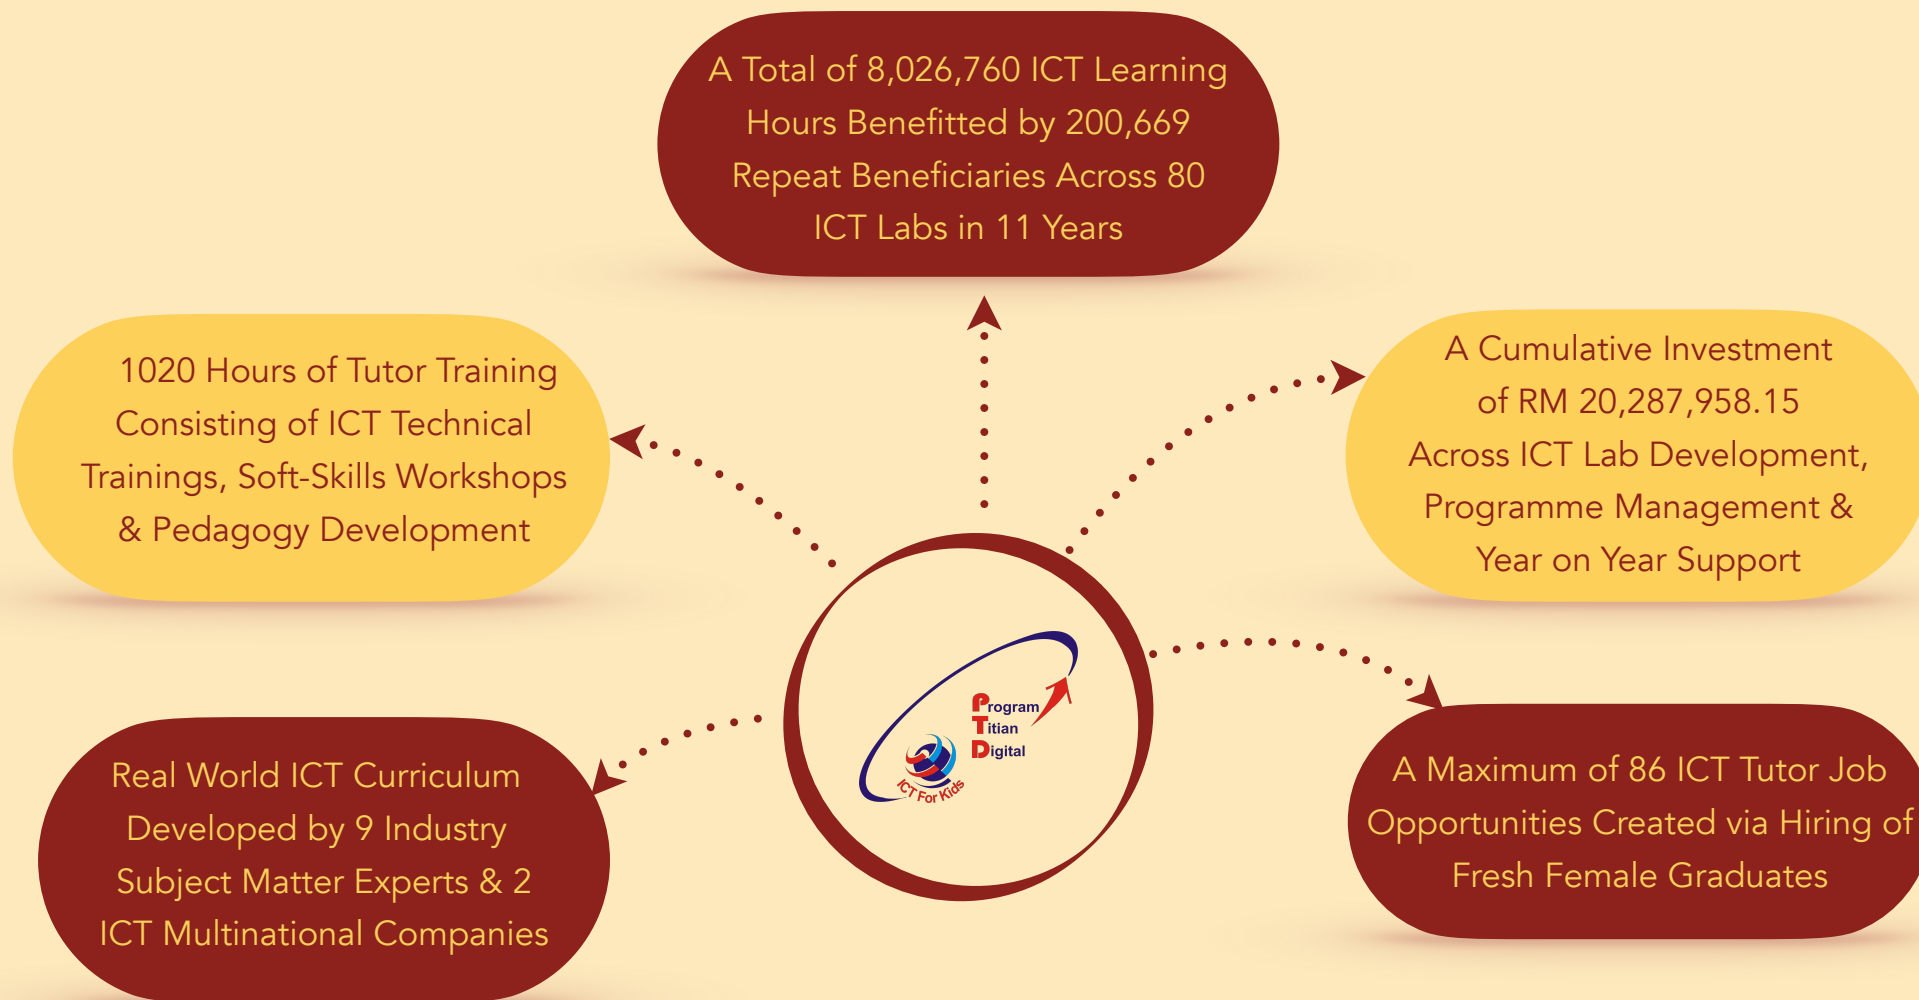 A Total of 8,026,760 ICT Learning
Hours Benefitted by 200,669
Repeat Beneficiaries Across 80
ICT Labs in 11 Years
1020 Hours of Tutor Training
Consisting of ICT Technical
Trainings, Soft-Skills Workshops
& Pedagogy Development
A Cumulative Investment
of RM 20,287,958.15
Across ICT Lab Development,
Programme Management &
Year on Year Support
Program
Titian
Digital
ICT For Kids
Real World ICT Curriculum
Developed by 9 Industry
Subject Matter Experts & 2
ICT Multinational Companies
A Maximum of 86 ICT Tutor Job
Opportunities Created via Hiring of
Fresh Female Graduates